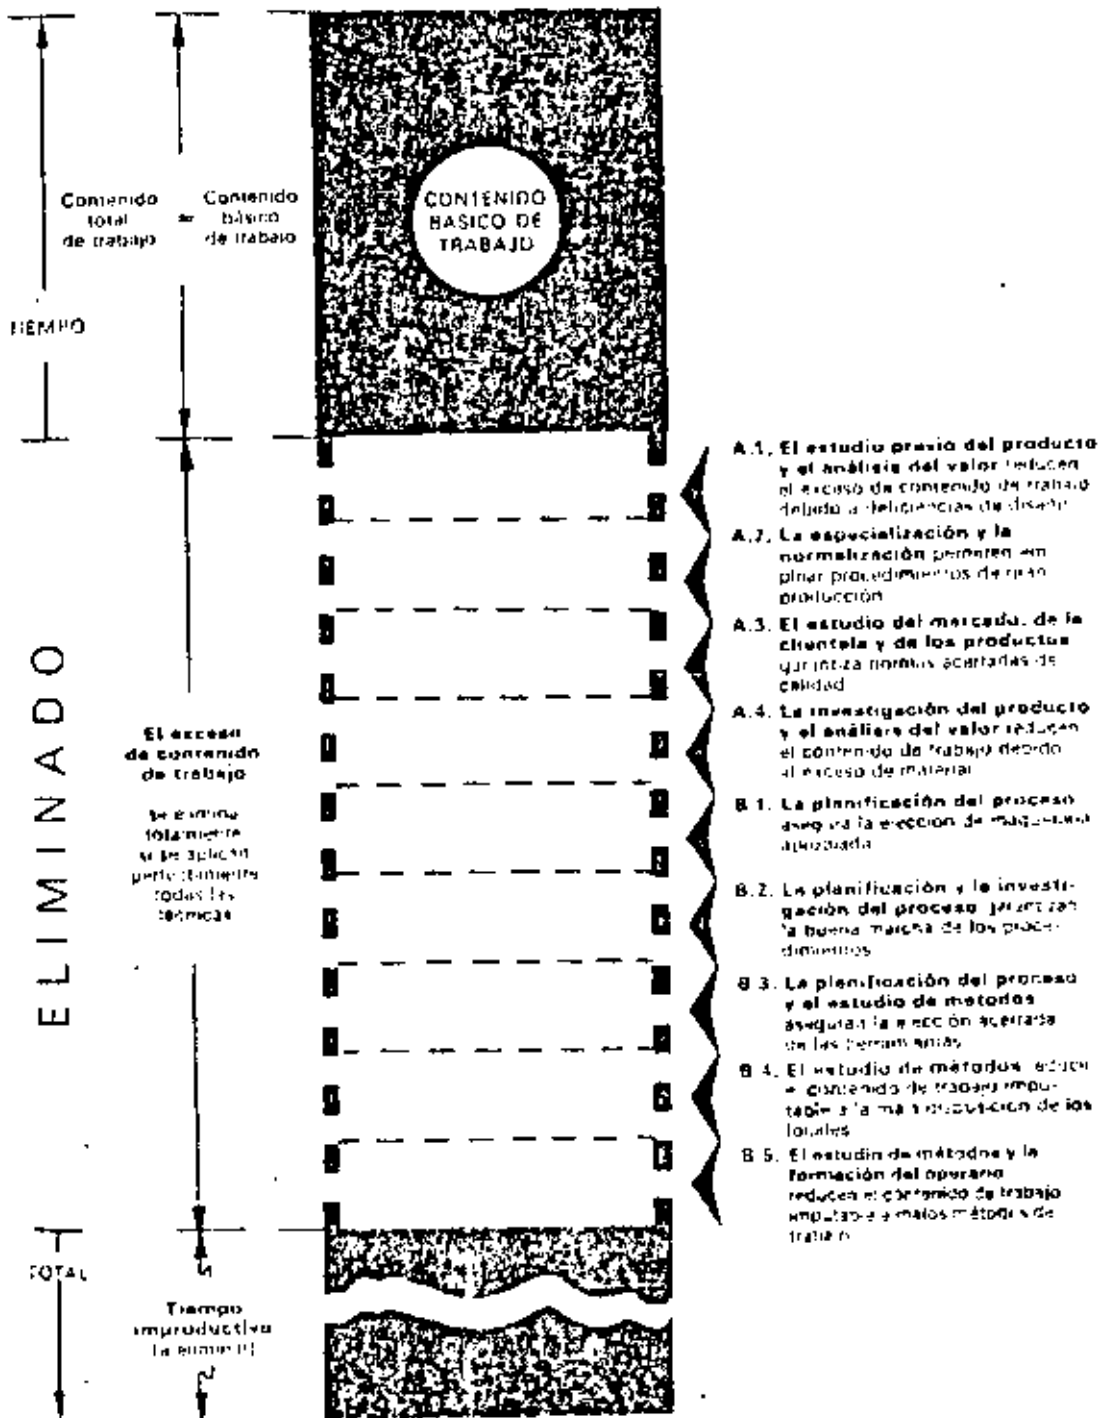 Contenido
total
de trabajo
=
Contenido
básico
de trabajo
CONTENIDO
BASICO DE
TRABAJO
TIEMPO
ELIMINADO
El exceso
de contenido
de trabajo
se elimina
totalmente
si se aplican
perfectamente
todas las
técnicas
A.1. El estudio previo del producto
y el análisis del valor reducen
el exceso de contenido de trabajo
debido a deficiencias de diseño
A.2. La especialización y la
normalización permiten em
plear procedimientos de gran
producción
A.3. El estudio del mercado, de la
clientela y de los productos
garantiza normas acertadas de
calidad
A.4. La investigación del producto
y el análisis del valor reducen
el contenido de trabajo debido
al exceso de material
B.1. La planificación del proceso
asegura la elección de maquinaria
apropiada
B.2. La planificación y la investi-
gación del proceso garantizan
la buena marcha de los proce-
dimientos
B.3. La planificación del proceso
y el estudio de métodos
aseguran la elección acertada
de las herramientas
B.4. El estudio de métodos reduce
el contenido de trabajo impu-
table a la mala disposición de los
locales
B.5. El estudio de métodos y la
formación del operario
reducen el contenido de trabajo
imputable a malos métodos de
trabajo
TOTAL
Tiempo
improductivo